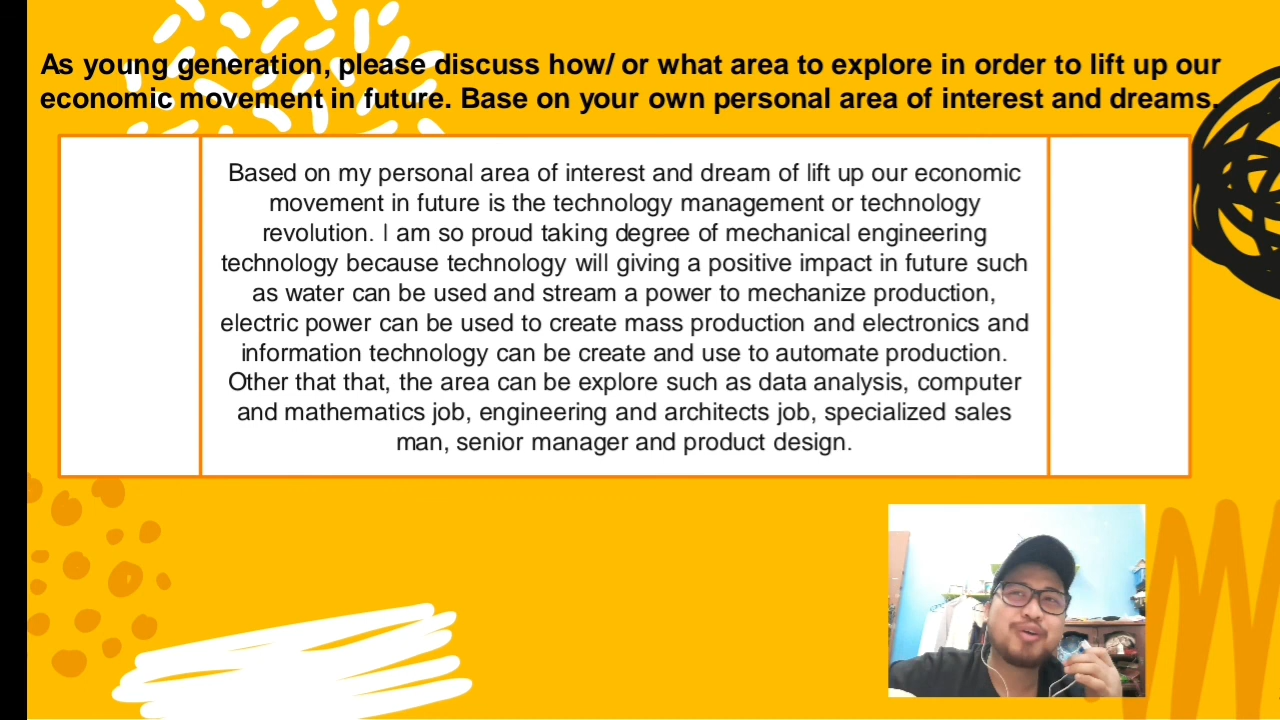 As young generation, please discuss how/ or what area to explore in order to lift up our
economic movement in future. Base on your own personal area of interest and dreams.
Based on my personal area of interest and dream of lift up our economic
movement in future is the technology management or technology
revolution. I am so proud taking degree of mechanical engineering
technology because technology will giving a positive impact in future such
as water can be used and stream a power to mechanize production,
electric power can be used to create mass production and electronics and
information technology can be create and use to automate production.
Other that that, the area can be explore such as data analysis, computer
and mathematics job, engineering and architects job, specialized sales
man, senior manager and product design.